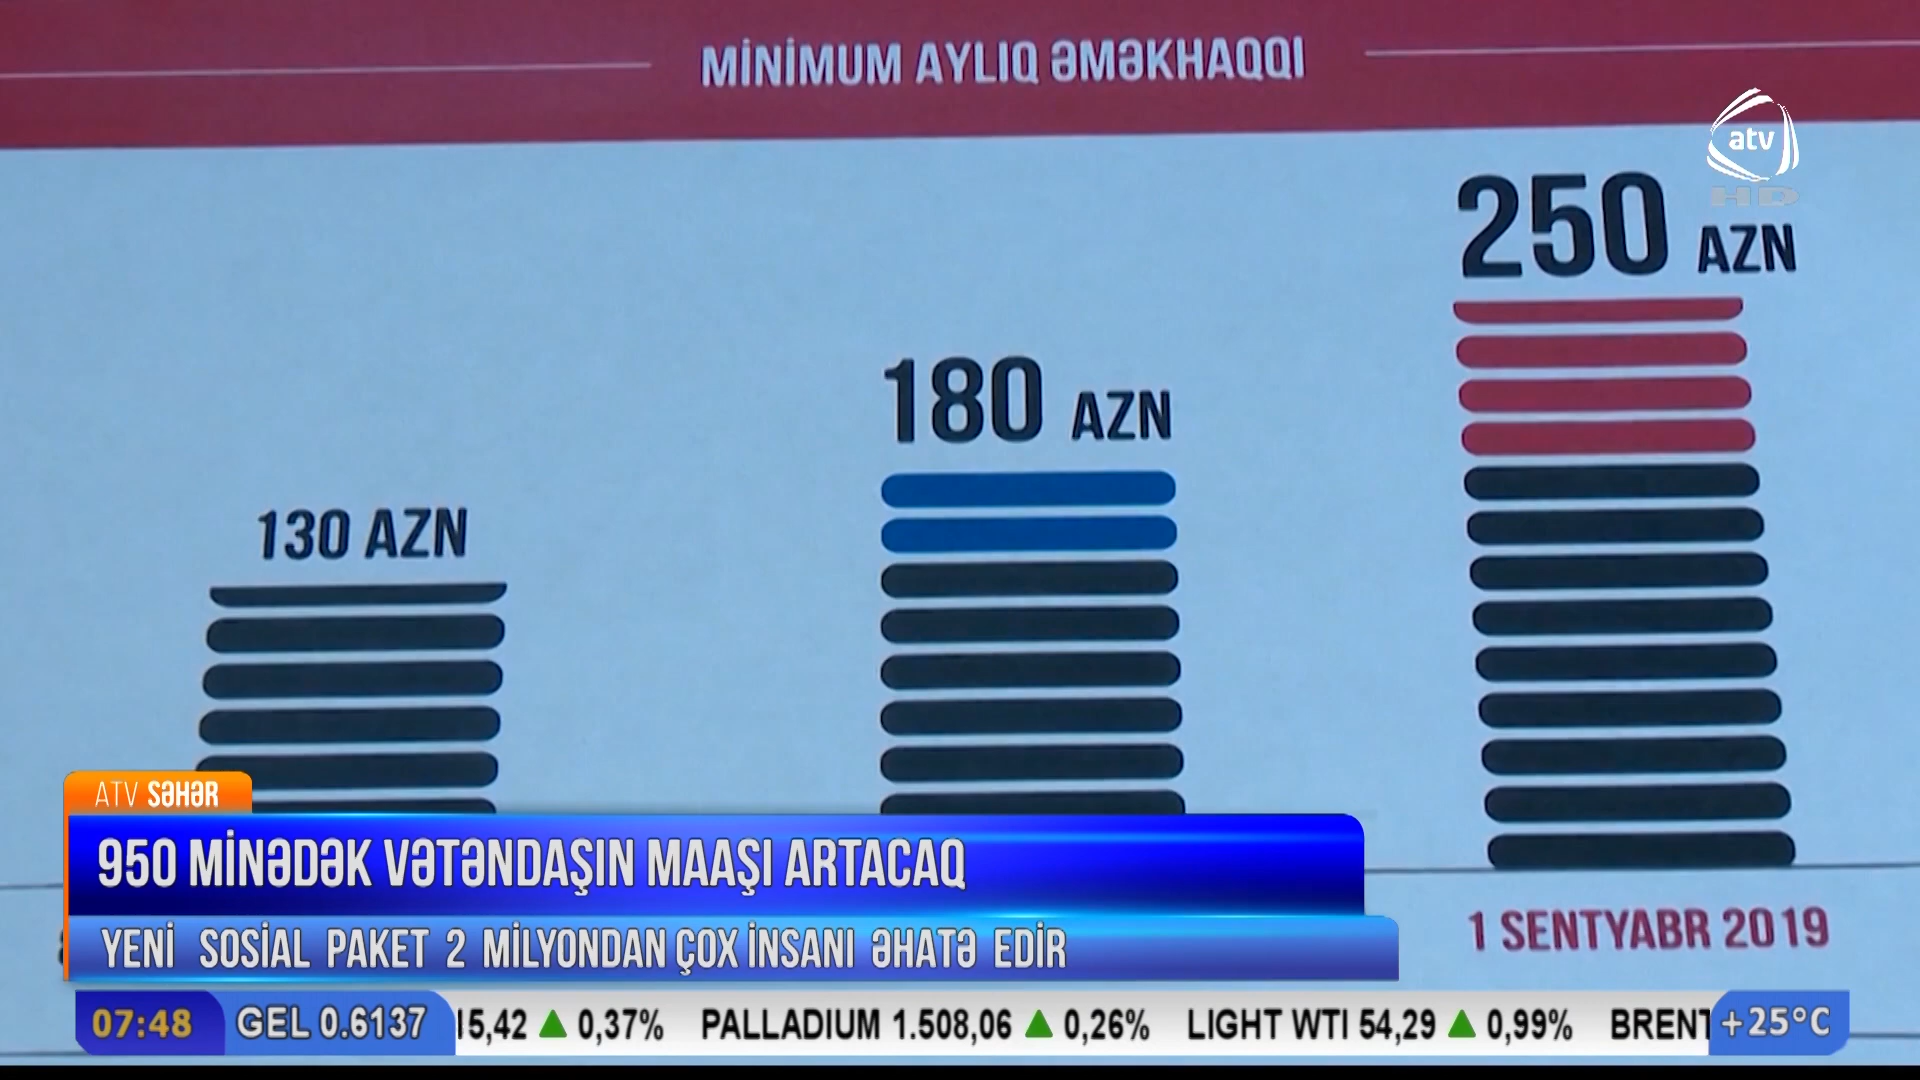 MİNİMUM AYLIQ ƏMƏKHAQQI
atv
HD
250 AZN
180 AZN
130 AZN
ATV SƏHƏR
950 MİNƏDƏK VƏTƏNDAŞIN MAAŞI ARTACAQ
YENİ SOSİAL PAKET 2 MİLYONDAN ÇOX İNSANI ƏHATƏ EDİR
1 SENTYABR 2019
07:48 GEL 0.6137 15,42 ▲ 0,37% PALLADIUM 1.508,06 ▲ 0,26% LIGHT WTI 54,29 ▲ 0,99% BRENT +25°C